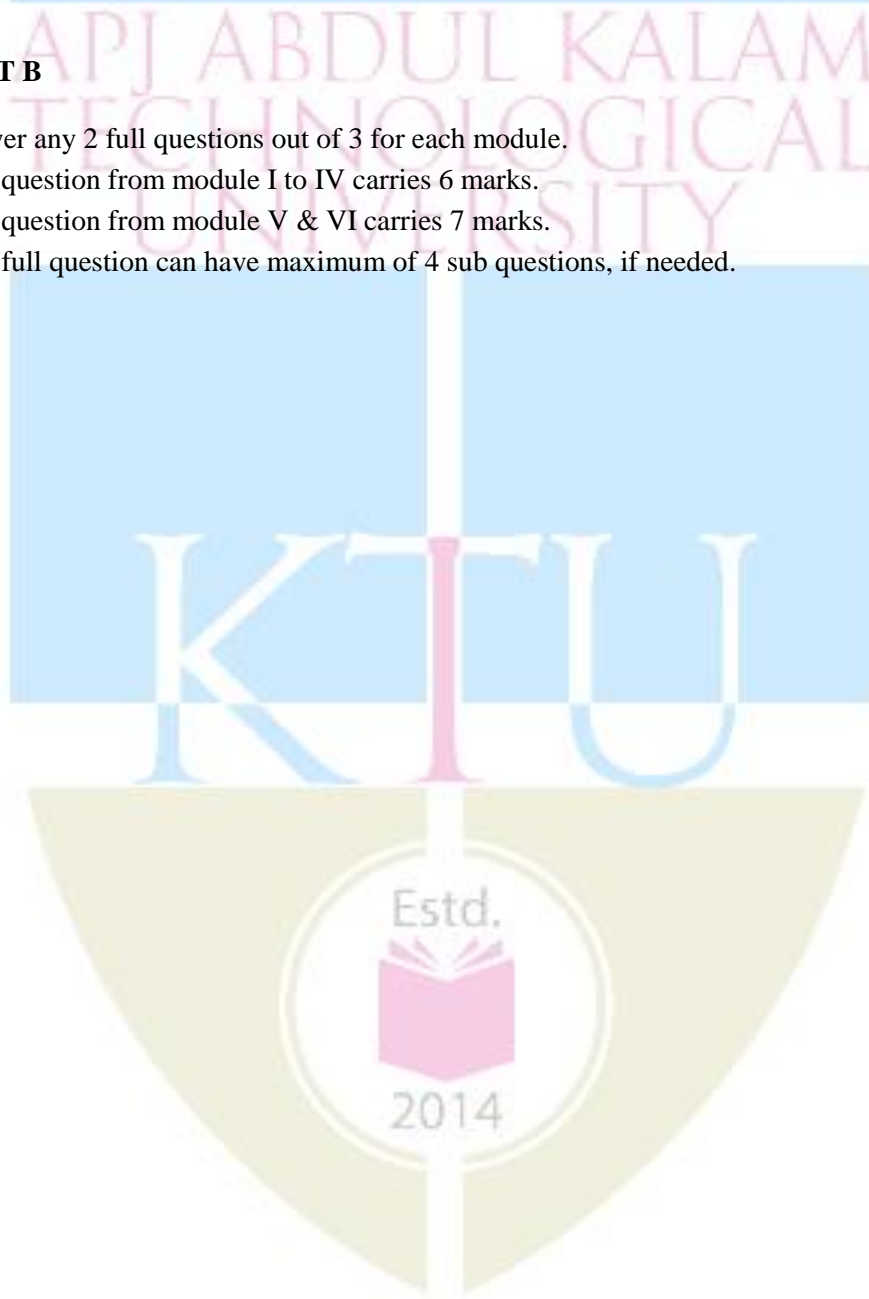 APJ ABDUL KALAM
TECHNOLOGICAL
UNIVERSITY
T B
er any 2 full questions out of 3 for each module.
question from module I to IV carries 6 marks.
question from module V & VI carries 7 marks.
full question can have maximum of 4 sub questions, if needed.
KTU
Estd.
2014